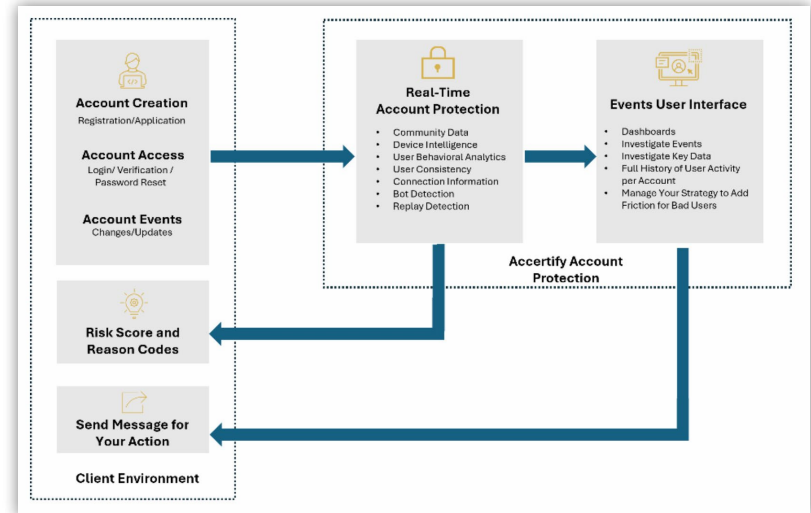 Account Creation
Registration/Application
Account Access
Login/ Verification /
Password Reset
Account Events
Changes/Updates
Risk Score and
Reason Codes
Send Message for
Your Action
Client Environment
Real-Time
Account Protection
• Community Data
• Device Intelligence
• User Behavioral Analytics
• User Consistency
• Connection Information
• Bot Detection
• Replay Detection
Events User Interface
• Dashboards
• Investigate Events
• Investigate Key Data
• Full History of User Activity
per Account
• Manage Your Strategy to Add
Friction for Bad Users
Accertify Account
Protection